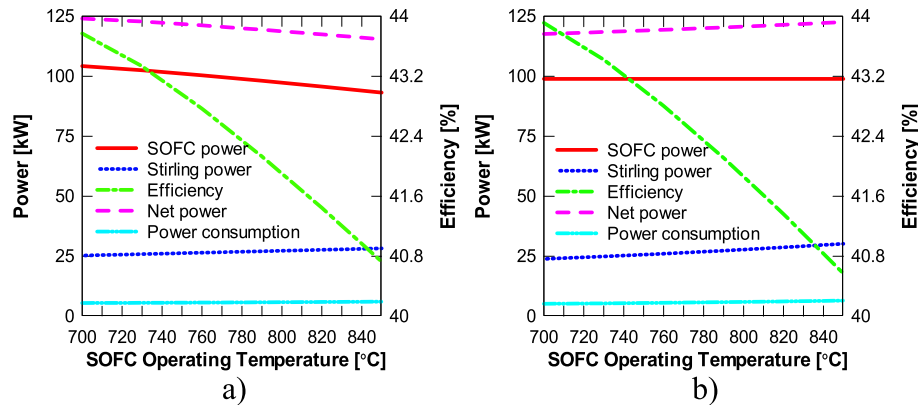 125
100
75
50
25
0
Power [kW]
44
43.2
42.4
41.6
40.8
40
Efficiency [%]
SOFC power
Stirling power
Efficiency
Net power
Power consumption
700 720 740 760 780 800 820 840
SOFC Operating Temperature [°C]
a)
125
100
75
50
25
0
Power [kW]
44
43.2
42.4
41.6
40.8
40
Efficiency [%]
SOFC power
Stirling power
Efficiency
Net power
Power consumption
700 720 740 760 780 800 820 840
SOFC Operating Temperature [°C]
b)